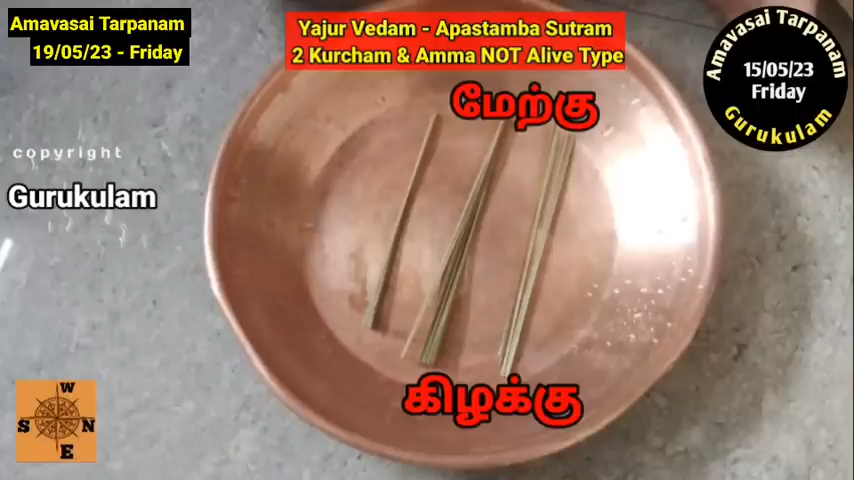 Amavasai Tarpanam
19/05/23 - Friday
Yajur Vedam - Apastamba Sutram
2 Kurcham & Amma NOT Alive Type
Amavasai Tarpanam
15/05/23
Friday
Gurukulam
மேற்கு
copyright
Gurukulam
கிழக்கு
W
S N
E